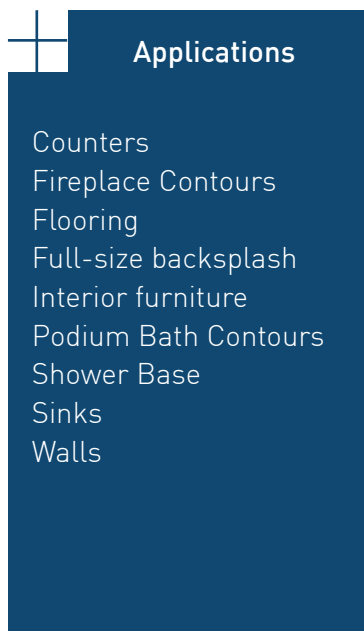 Applications
Counters
Fireplace Contours
Flooring
Full-size backsplash
Interior furniture
Podium Bath Contours
Shower Base
Sinks
Walls